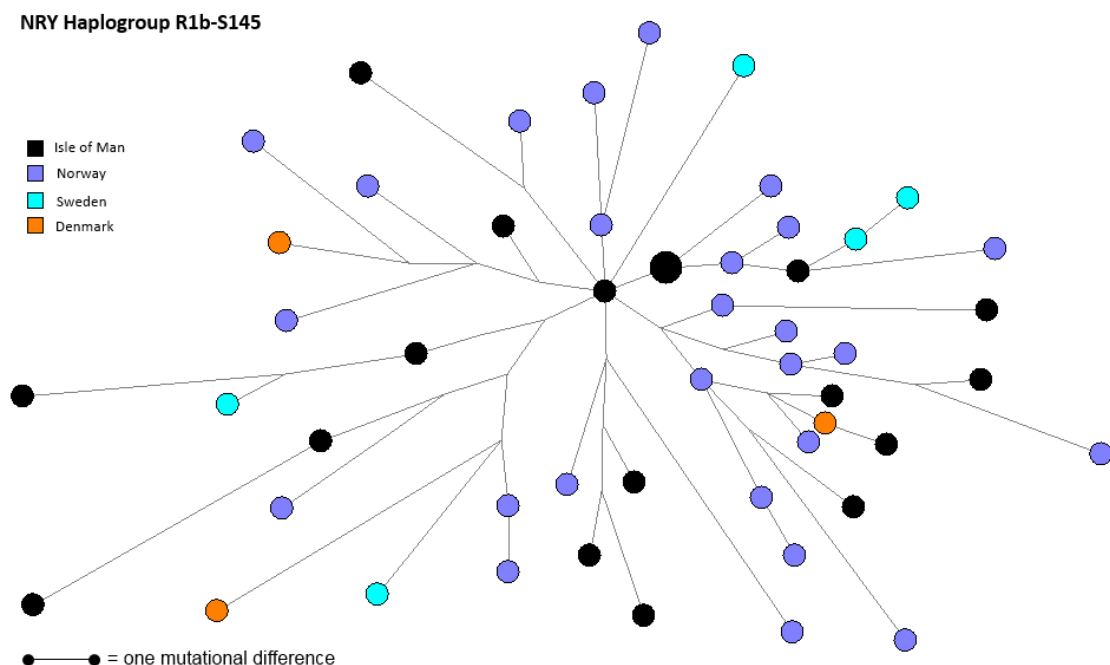 NRY Haplogroup R1b-S145
Isle of Man
Norway
Sweden
Denmark
= one mutational difference